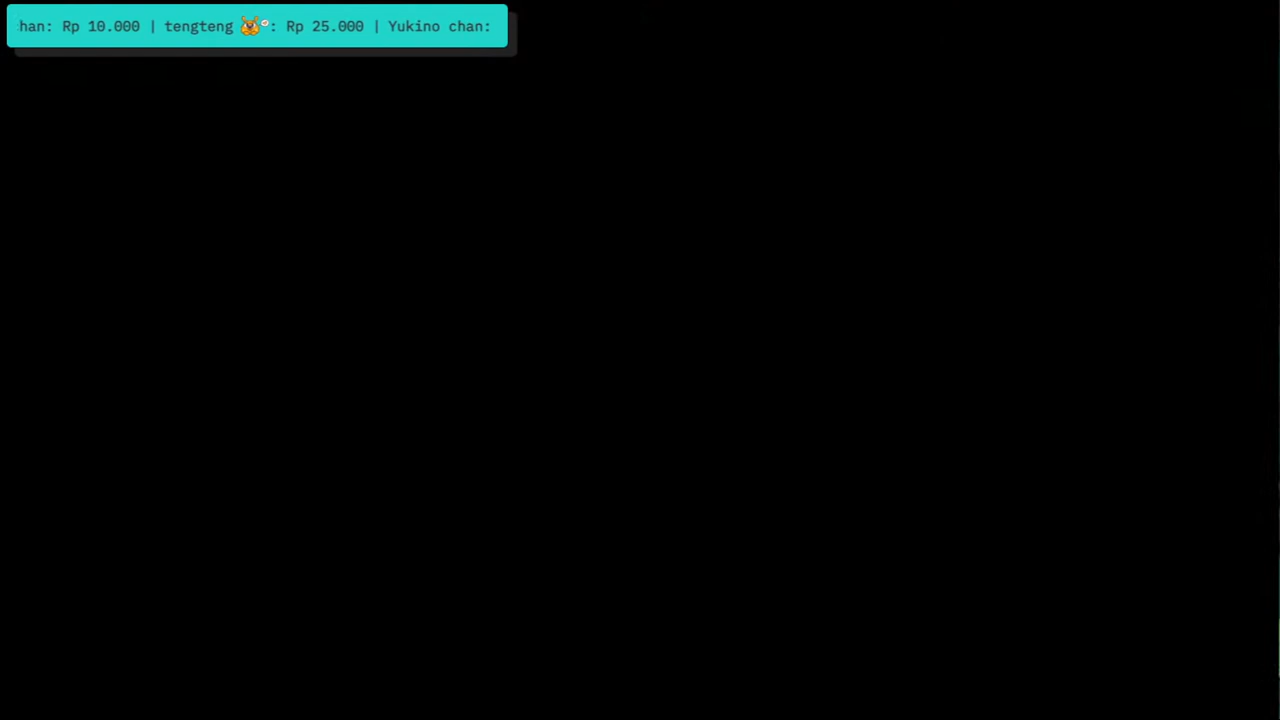 han: Rp 10.000 | tengteng 🐯💬: Rp 25.000 | Yukino chan: